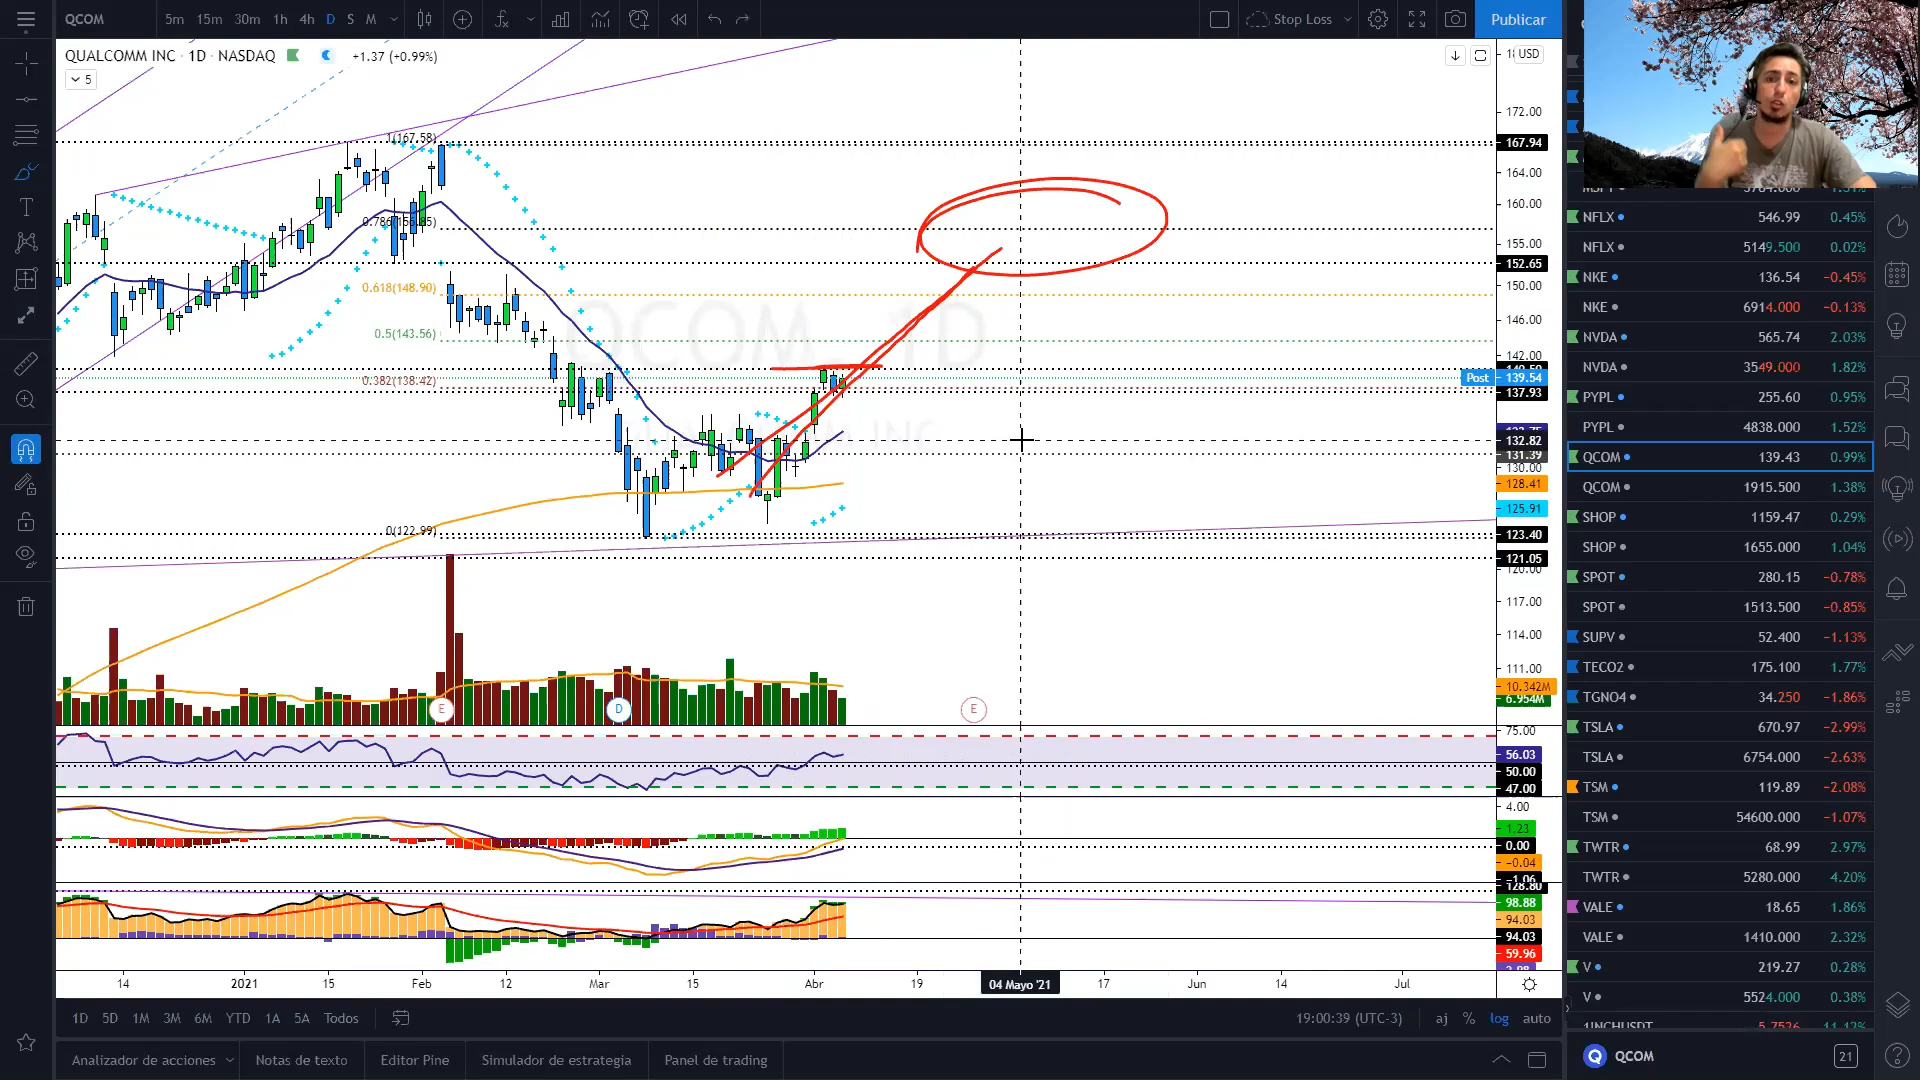 QCOM
5m 15m 30m 1h 4h D S M
Stop Loss
Publicar
QUALCOMM INC · 1D · NASDAQ
+1.37 (+0.99%)
5
USD
172.00
1(167.58)
167.94
164.00
160.00
0.786(156.85)
155.00
152.65
0.618(148.90)
150.00
146.00
0.5(143.56)
QCOM, 1D
142.00
0.382(138.42)
Post 139.54
137.93
132.82
131.39
130.00
128.41
125.91
0(122.99)
123.40
121.05
120.00
117.00
114.00
111.00
10.342M
6.954M
E
D
E
75.00
56.03
50.00
47.00
4.00
1.23
0.00
−0.04
−1.06
128.80
98.88
94.03
94.03
59.96
14 2021 15 Feb 12 Mar 15 Abr 19 04 Mayo '21 17 Jun 14 Jul
1D 5D 1M 3M 6M YTD 1A 5A Todos
19:00:39 (UTC-3) aj % log auto
Analizador de acciones Notas de texto Editor Pine Simulador de estrategia Panel de trading
NFLX 546.99 0.45%
NFLX 5149.500 0.02%
NKE 136.54 −0.45%
NKE 6914.000 −0.13%
NVDA 565.74 2.03%
NVDA 3549.000 1.82%
PYPL 255.60 0.95%
PYPL 4838.000 1.52%
QCOM 139.43 0.99%
QCOM 1915.500 1.38%
SHOP 1159.47 0.29%
SHOP 1655.000 1.04%
SPOT 280.15 −0.78%
SPOT 1513.500 −0.85%
SUPV 52.400 −1.13%
TECO2 175.100 1.77%
TGNO4 34.250 −1.86%
TSLA 670.97 −2.99%
TSLA 6754.000 −2.63%
TSM 119.89 −2.08%
TSM 54600.000 −1.07%
TWTR 68.99 2.97%
TWTR 5280.000 4.20%
VALE 18.65 1.86%
VALE 1410.000 2.32%
V 219.27 0.28%
V 5524.000 0.38%
1INCHUSDT 5.7526 11.12%
QCOM
21